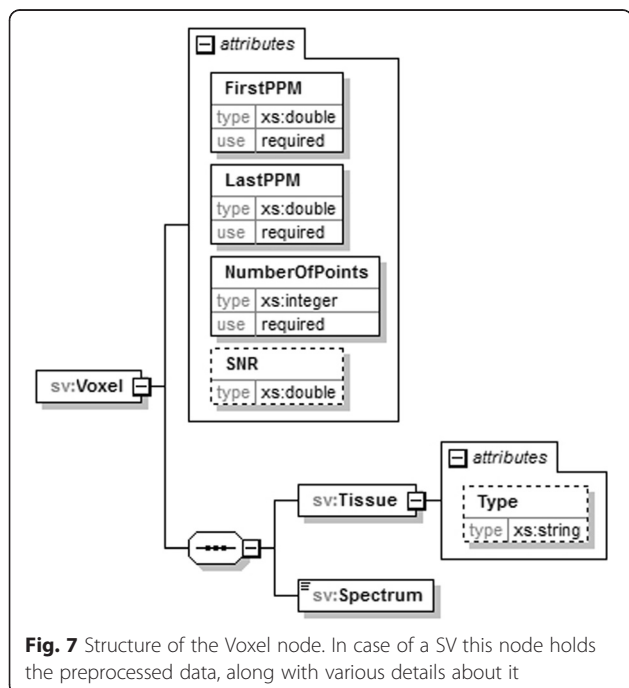 attributes
FirstPPM
type xs:double
use required
LastPPM
type xs:double
use required
NumberOfPoints
type xs:integer
use required
SNR
type xs:double
sv:Voxel
attributes
sv:Tissue
Type
type xs:string
sv:Spectrum
Fig. 7 Structure of the Voxel node. In case of a SV this node holds
the preprocessed data, along with various details about it